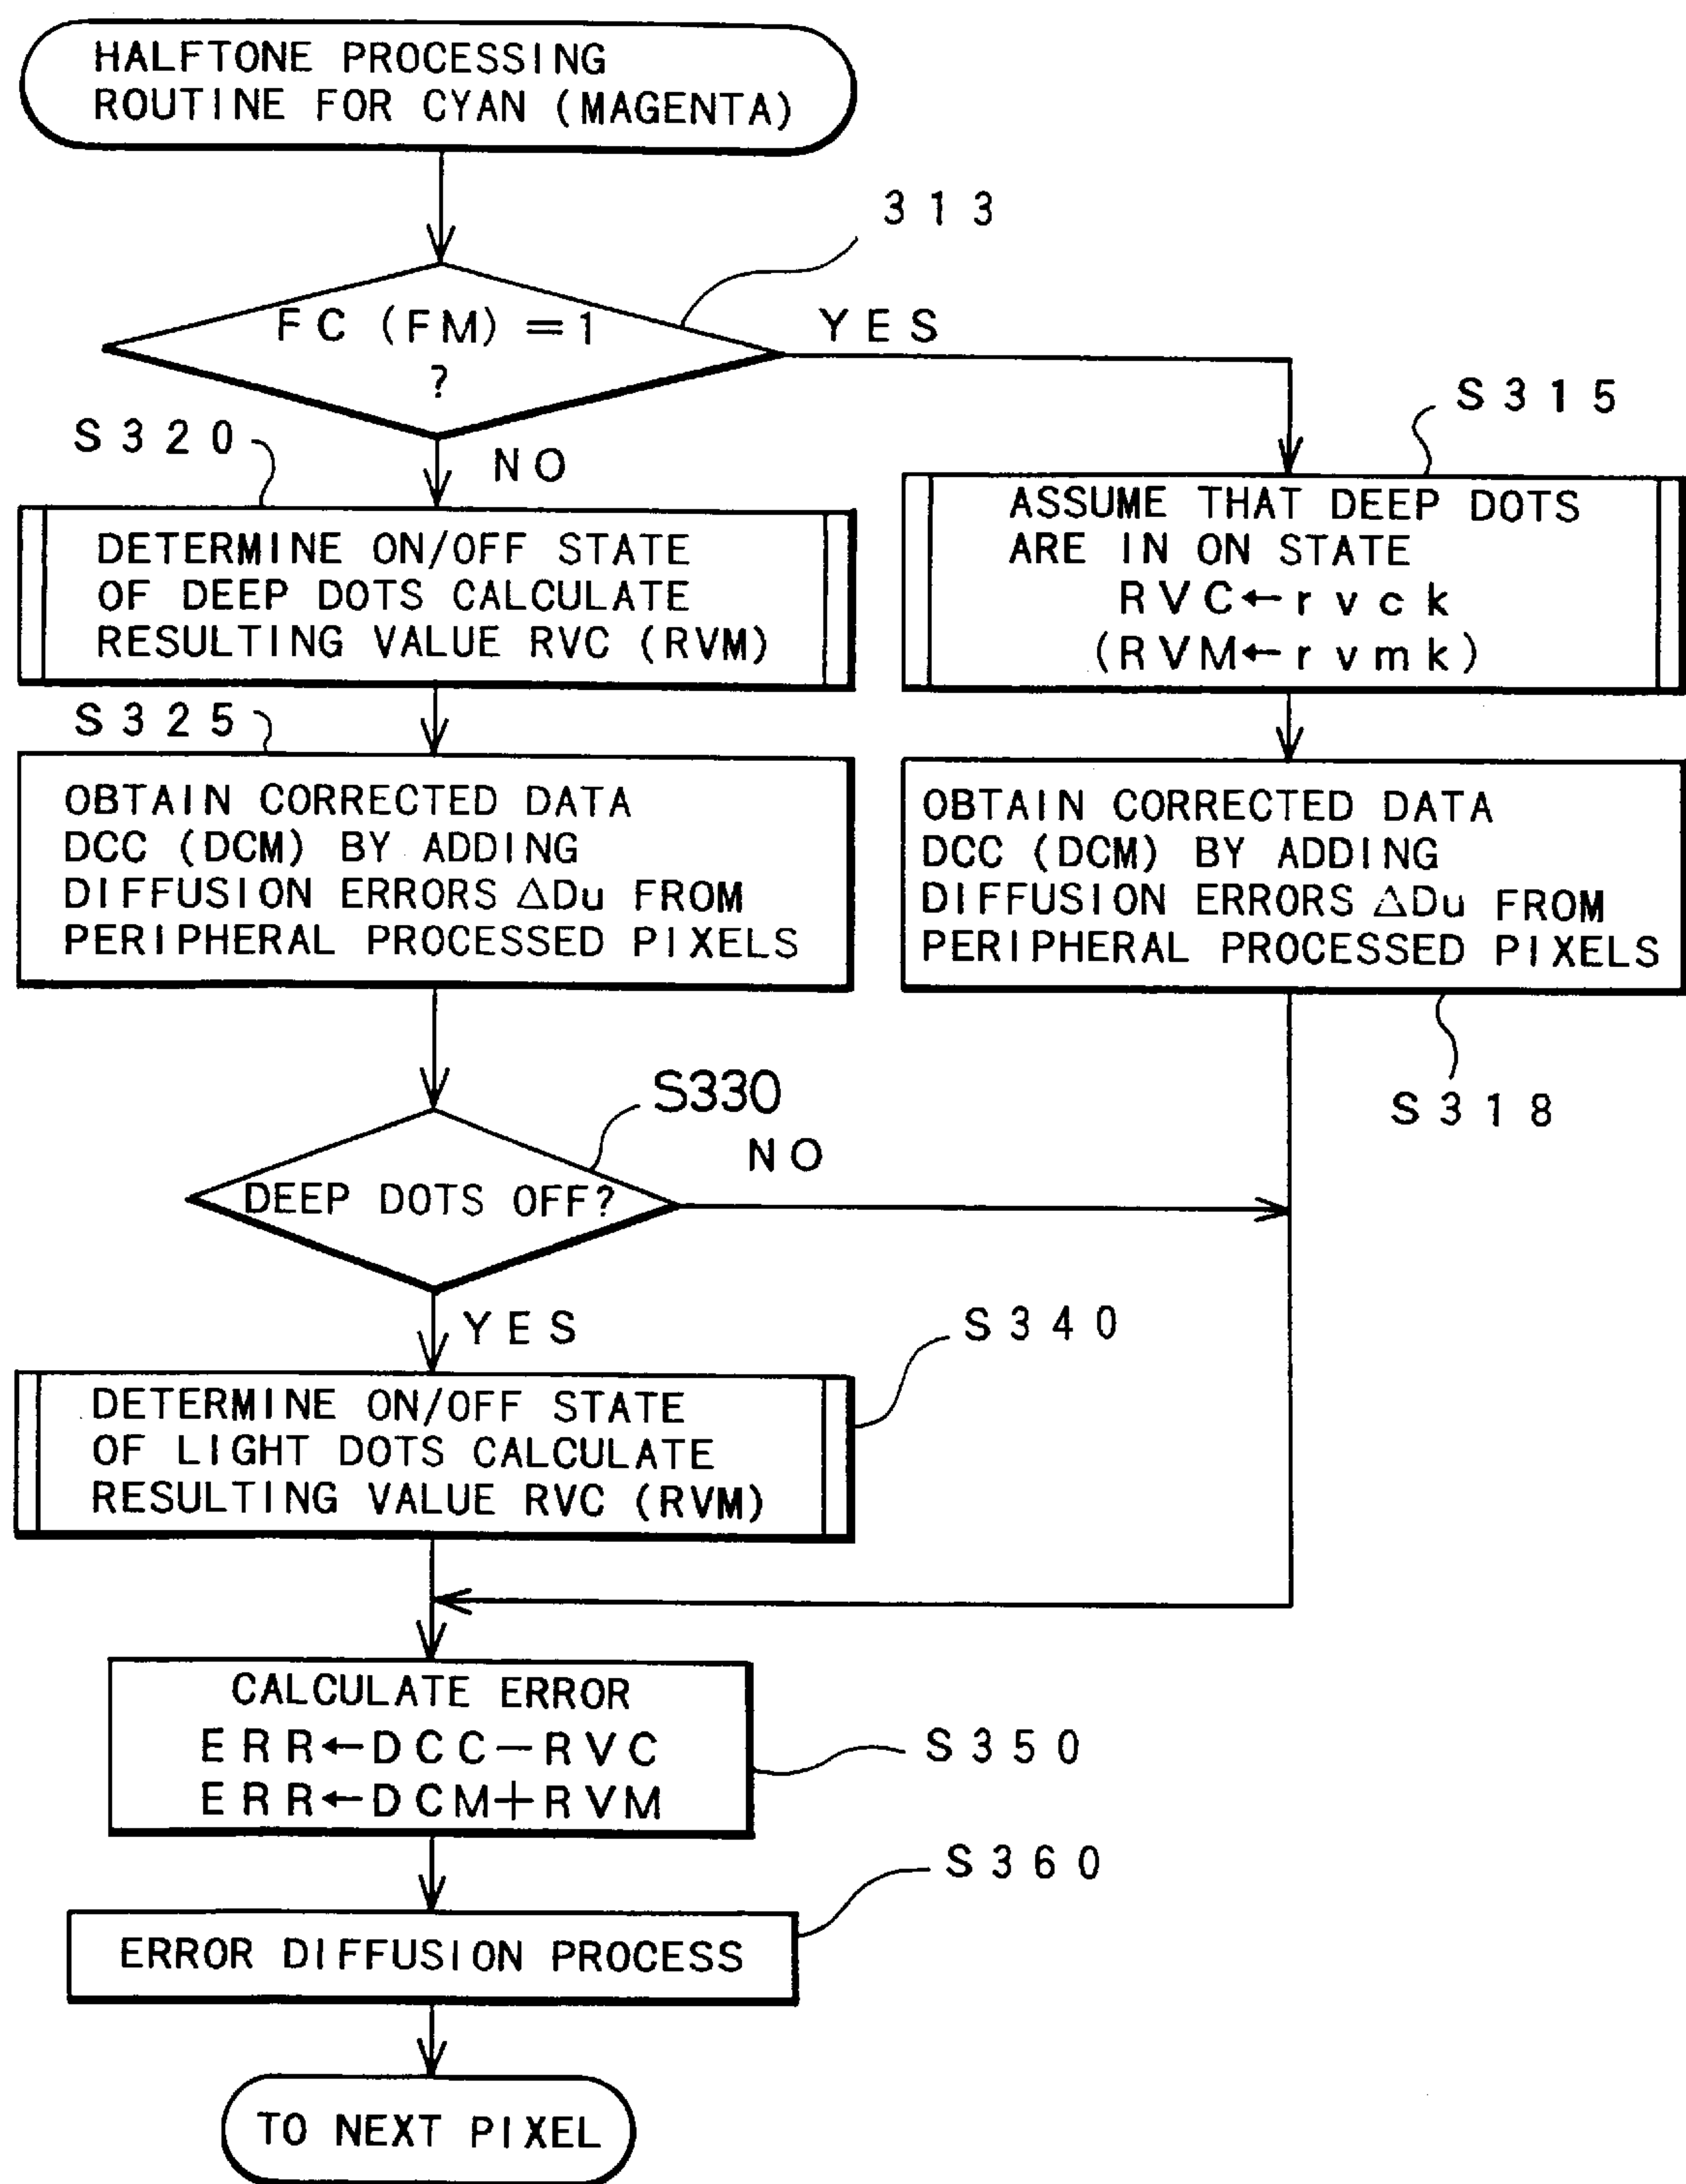 HALFTONE PROCESSING
ROUTINE FOR CYAN (MAGENTA)
313
FC (FM) =1
?
YES
NO
S315
ASSUME THAT DEEP DOTS
ARE IN ON STATE
RVC←rvck
(RVM←rvmk)
S320
DETERMINE ON/OFF STATE
OF DEEP DOTS CALCULATE
RESULTING VALUE RVC (RVM)
S325
OBTAIN CORRECTED DATA
DCC (DCM) BY ADDING
DIFFUSION ERRORS △Du FROM
PERIPHERAL PROCESSED PIXELS
OBTAIN CORRECTED DATA
DCC (DCM) BY ADDING
DIFFUSION ERRORS △Du FROM
PERIPHERAL PROCESSED PIXELS
S318
S330
NO
DEEP DOTS OFF?
YES
S340
DETERMINE ON/OFF STATE
OF LIGHT DOTS CALCULATE
RESULTING VALUE RVC (RVM)
CALCULATE ERROR
ERR←DCC−RVC
ERR←DCM+RVM
S350
S360
ERROR DIFFUSION PROCESS
TO NEXT PIXEL